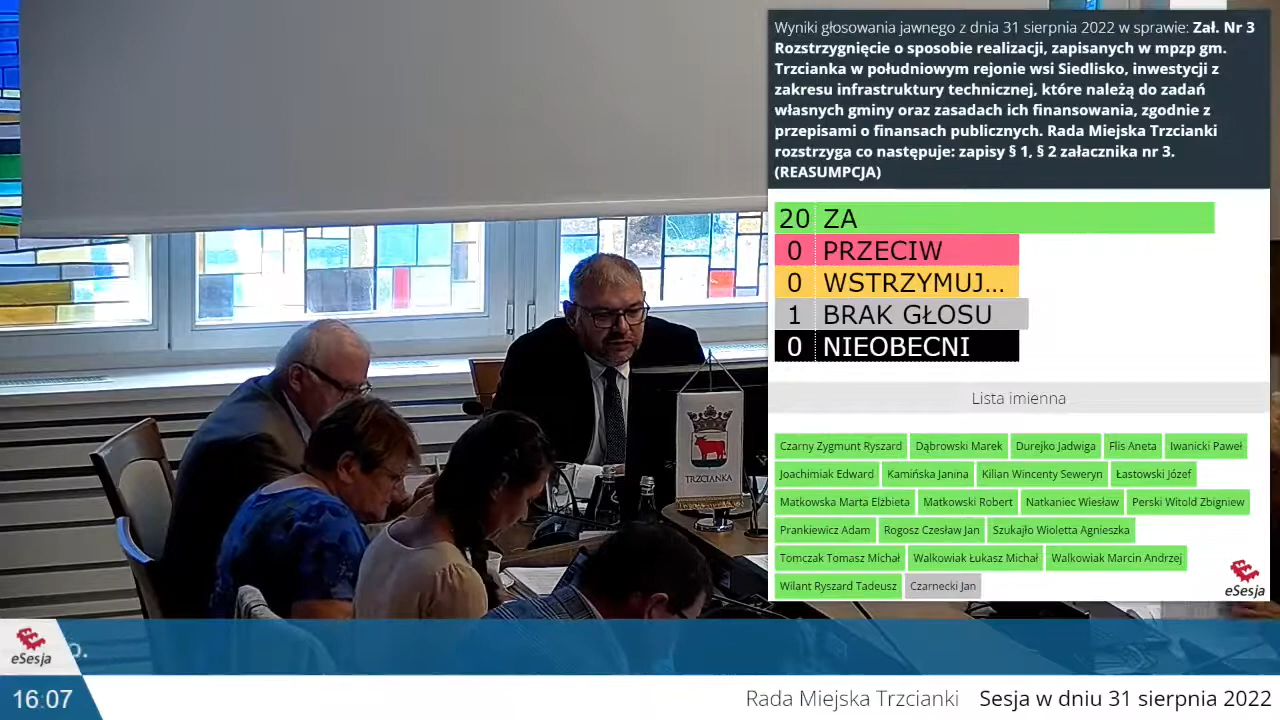 Wyniki głosowania jawnego z dnia 31 sierpnia 2022 w sprawie: Zał. Nr 3
Rozstrzygnięcie o sposobie realizacji, zapisanych w mpzp gm.
Trzcianka w południowym rejonie wsi Siedlisko, inwestycji z
zakresu infrastruktury technicznej, które należą do zadań
własnych gminy oraz zasadach ich finansowania, zgodnie z
przepisami o finansach publicznych. Rada Miejska Trzcianki
rozstrzyga co następuje: zapisy § 1, § 2 załacznika nr 3.
(REASUMPCJA)
20 ZA
0 PRZECIW
0 WSTRZYMUJ...
1 BRAK GŁOSU
0 NIEOBECNI
Lista imienna
Czarny Zygmunt Ryszard Dąbrowski Marek Durejko Jadwiga Flis Aneta Iwanicki Paweł
Joachimiak Edward Kamińska Janina Kilian Wincenty Seweryn Łastowski Józef
Matkowska Marta Elżbieta Matkowski Robert Natkaniec Wiesław Perski Witold Zbigniew
Prankiewicz Adam Rogosz Czesław Jan Szukajło Wioletta Agnieszka
Tomczak Tomasz Michał Walkowiak Łukasz Michał Walkowiak Marcin Andrzej
Wilant Ryszard Tadeusz Czarnecki Jan
eSesja
TRZCIANKA
eSesja
16:07
Rada Miejska Trzcianki Sesja w dniu 31 sierpnia 2022